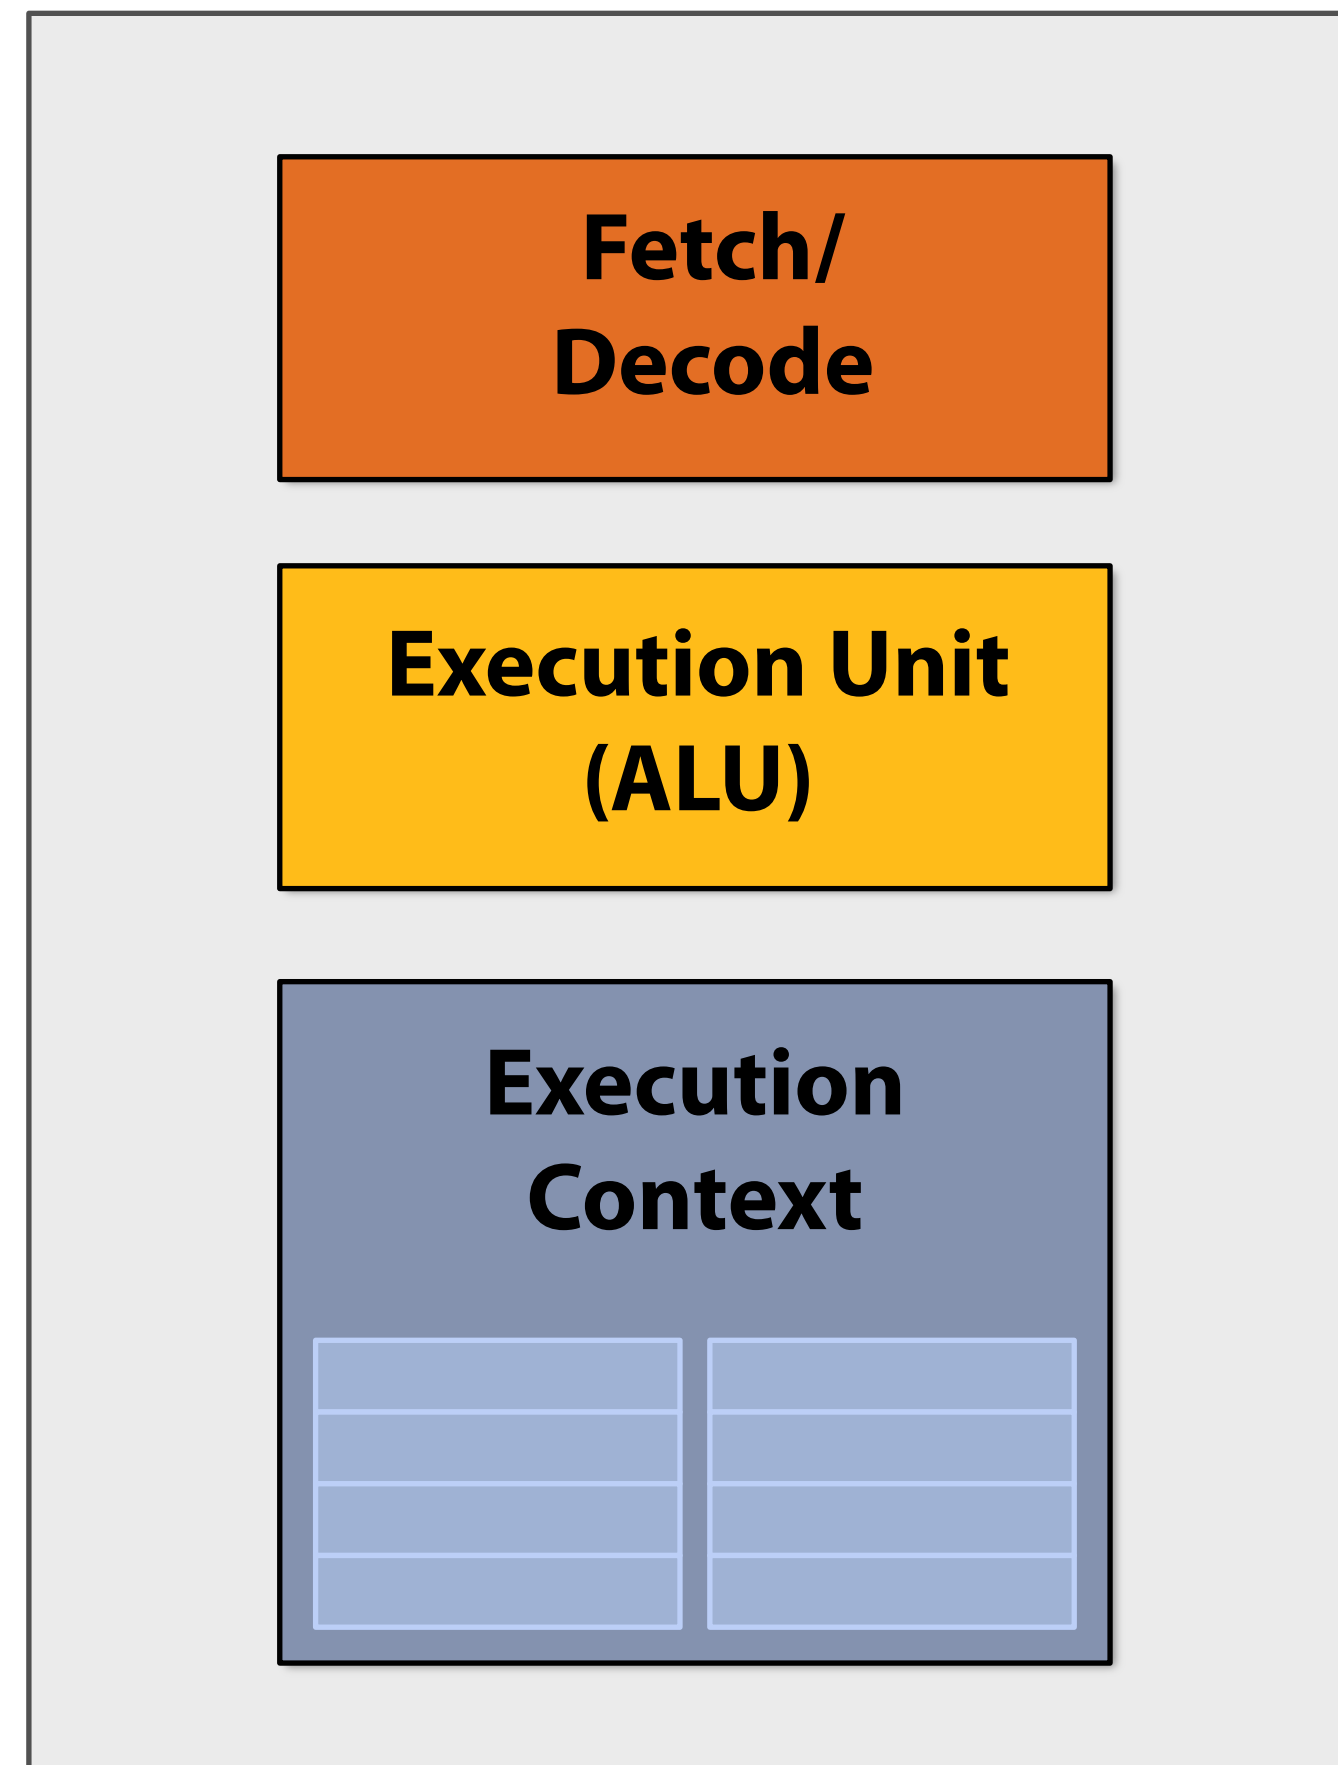 Fetch/
Decode
Execution Unit
(ALU)
Execution
Context